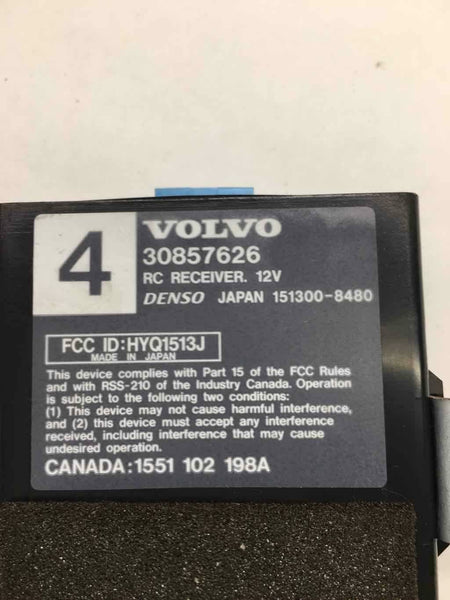 4
VOLVO
30857626
RC RECEIVER. 12V
DENSO JAPAN 151300-8480
FCC ID:HYQ1513J
MADE IN JAPAN
This device complies with Part 15 of the FCC Rules
and with RSS-210 of the Industry Canada. Operation
is subject to the following two conditions:
(1) This device may not cause harmful interference,
and (2) this device must accept any interference
received, including interference that may cause
undesired operation.
CANADA:1551 102 198A